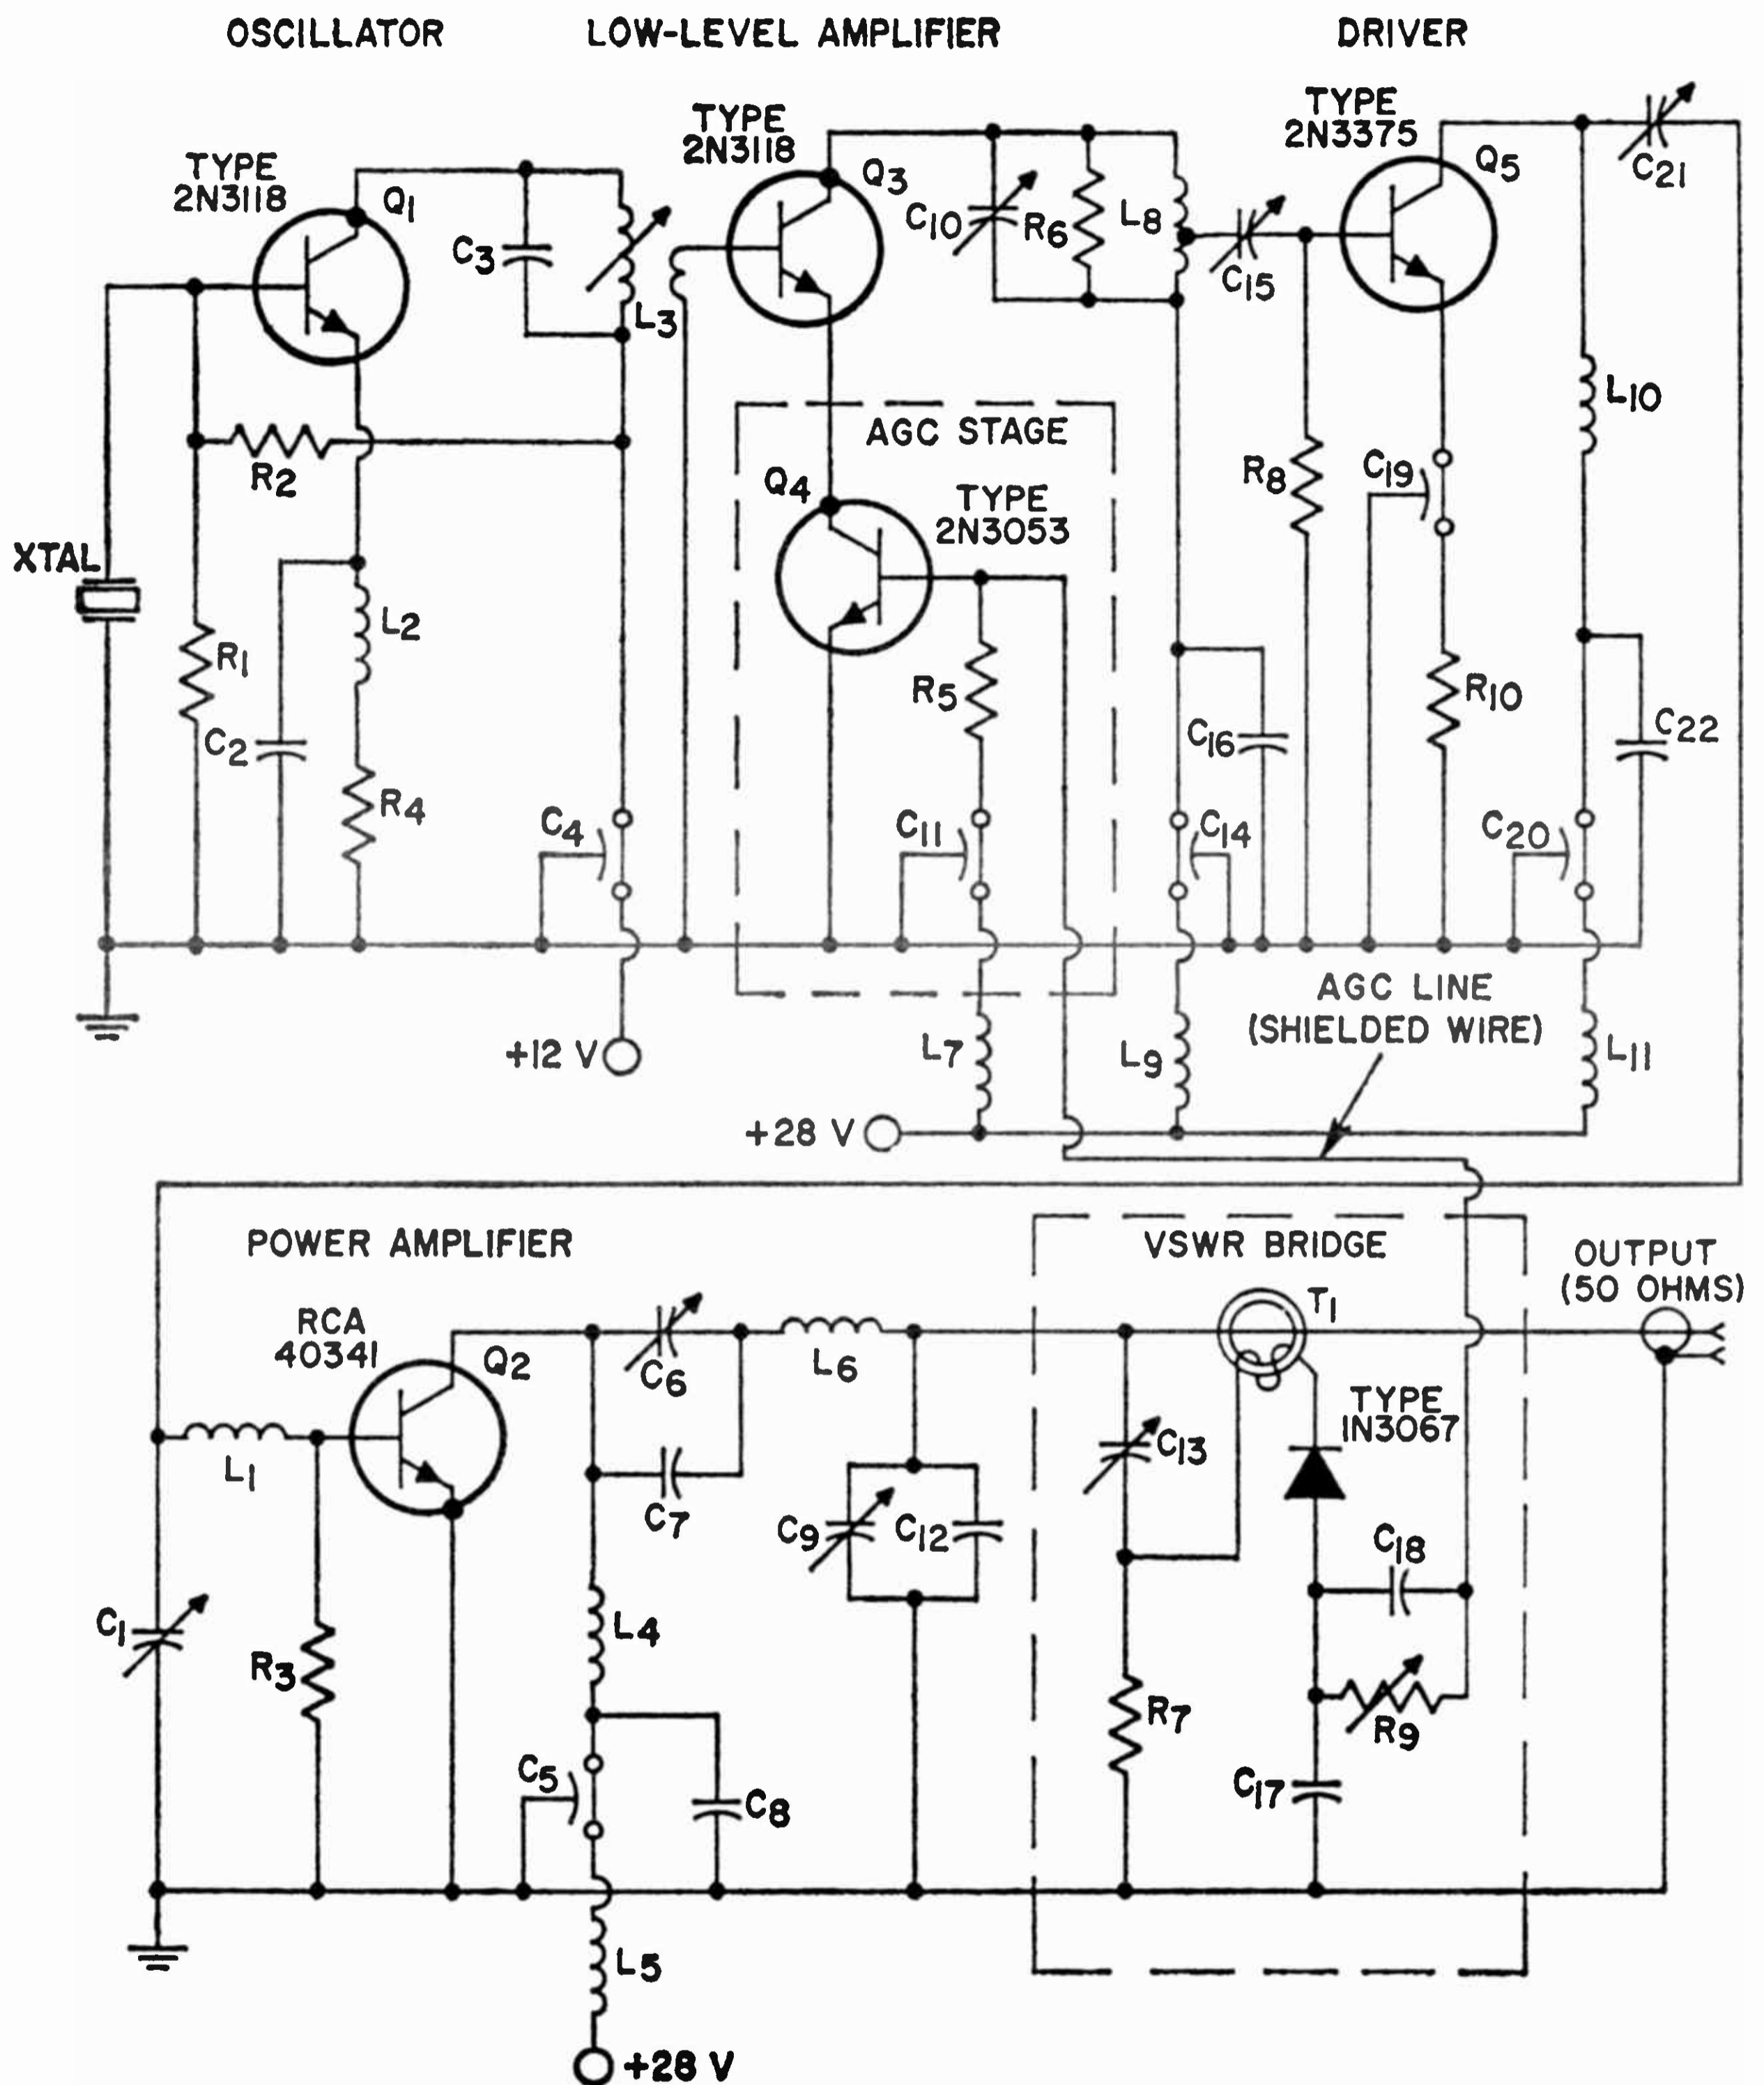 OSCILLATOR
LOW-LEVEL AMPLIFIER
DRIVER
TYPE
2N3118
Q1
C3
L3
TYPE
2N3118
Q3
C10
R6
L8
C15
TYPE
2N3375
Q5
C21
R2
XTAL
R1
L2
C2
R4
C4
AGC STAGE
Q4
TYPE
2N3053
R5
C11
R8
C19
L10
R10
C16
C14
C22
C20
+12 V
L7
L9
AGC LINE
(SHIELDED WIRE)
L11
+28 V
POWER AMPLIFIER
VSWR BRIDGE
OUTPUT
(50 OHMS)
RCA
40341
Q2
C6
L6
T1
L1
C7
C13
TYPE
1N3067
C9
C12
C18
C1
R3
L4
R7
R9
C5
C8
C17
L5
+28 V